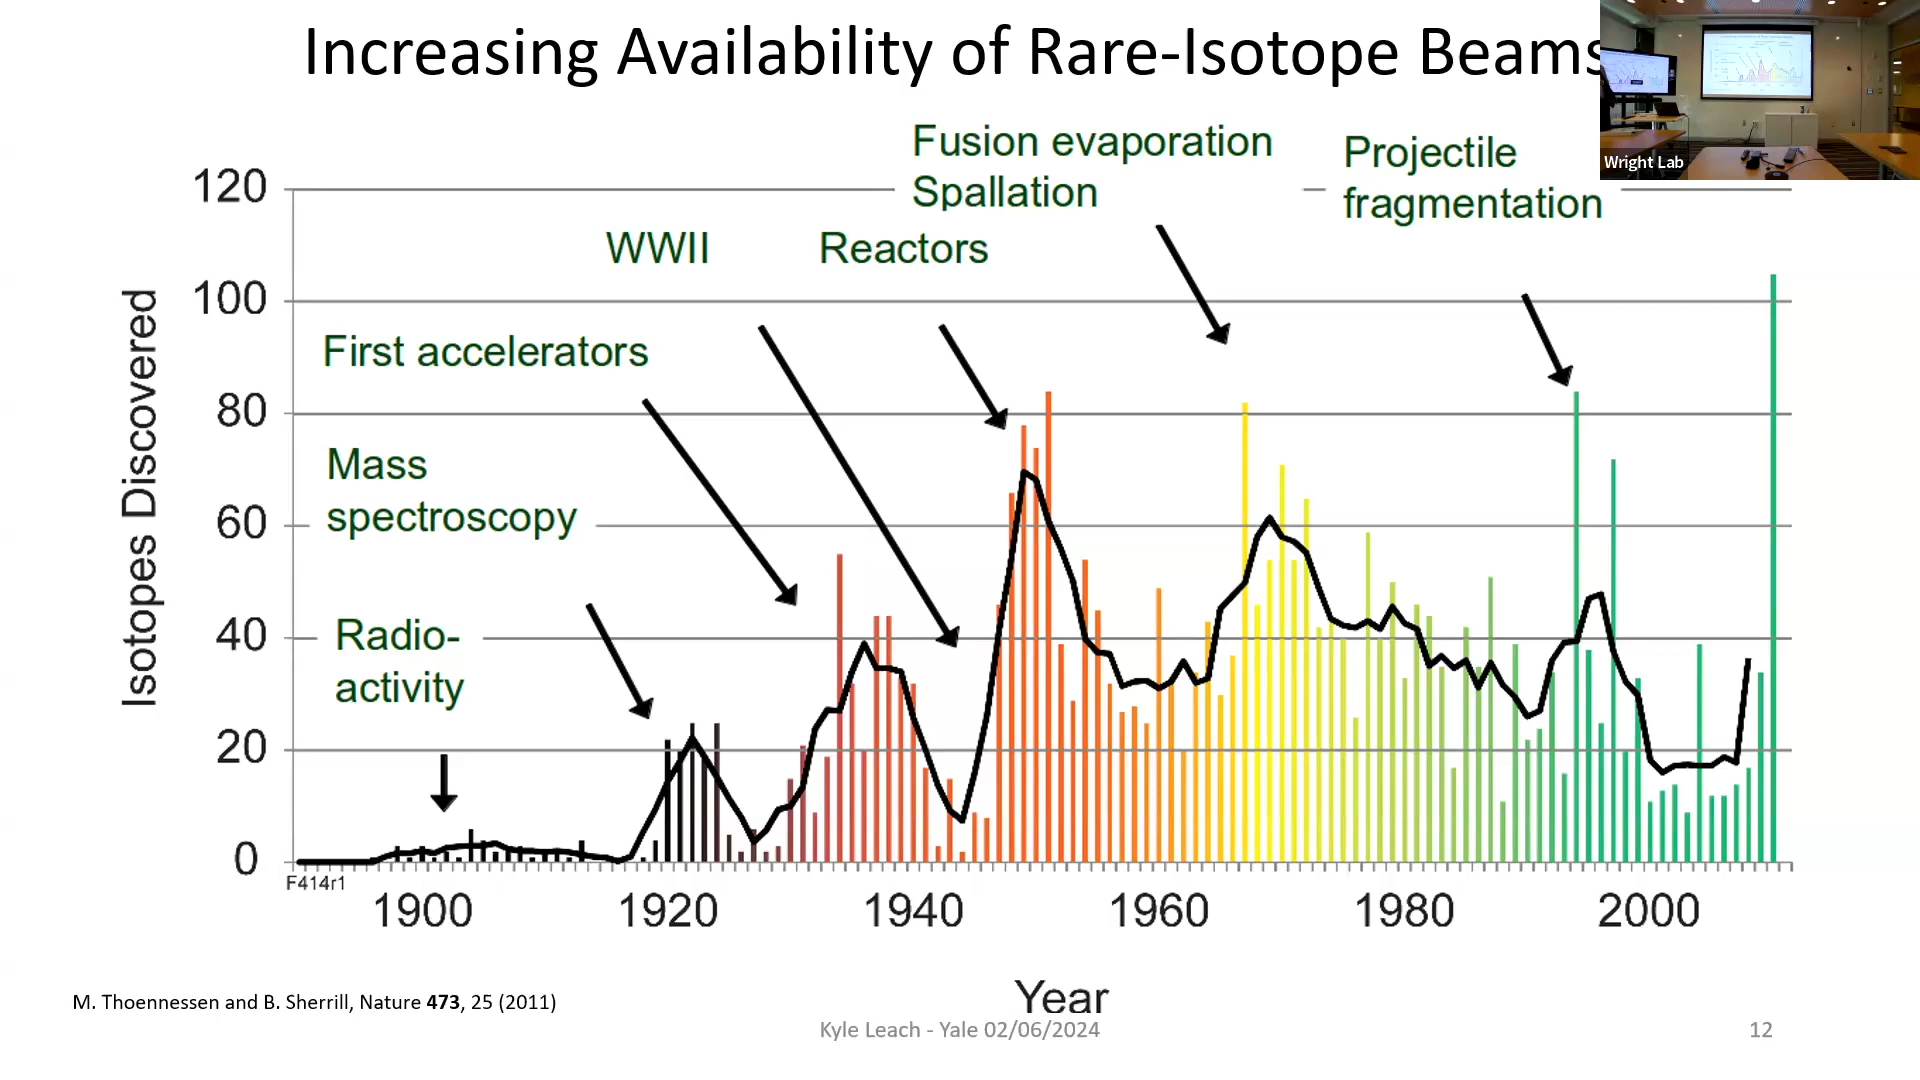 Increasing Availability of Rare-Isotope Beams
Wright Lab
Fusion evaporation
Spallation
Projectile
fragmentation
WWII
Reactors
First accelerators
Mass
spectroscopy
Radio-
activity
Isotopes Discovered
120
100
80
60
40
20
0
F414r1
1900
1920
1940
1960
1980
2000
Year
M. Thoennessen and B. Sherrill, Nature 473, 25 (2011)
Kyle Leach - Yale 02/06/2024
12